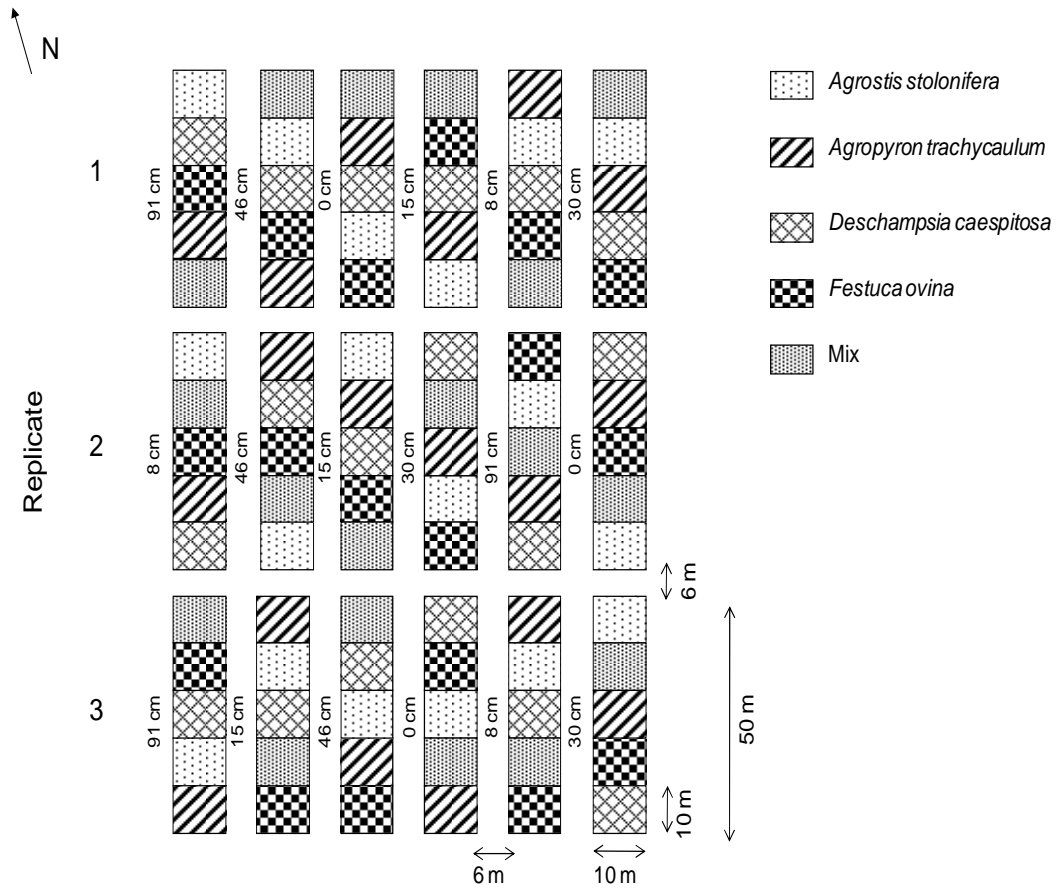 N
Agrostis stolonifera
Agropyron trachycaulum
Deschampsia caespitosa
Festuca ovina
Mix
Replicate
1
91 cm
46 cm
0 cm
15 cm
8 cm
30 cm
2
8 cm
46 cm
15 cm
30 cm
91 cm
0 cm
6 m
3
91 cm
15 cm
46 cm
0 cm
8 cm
30 cm
50 m
10 m
6 m
10 m